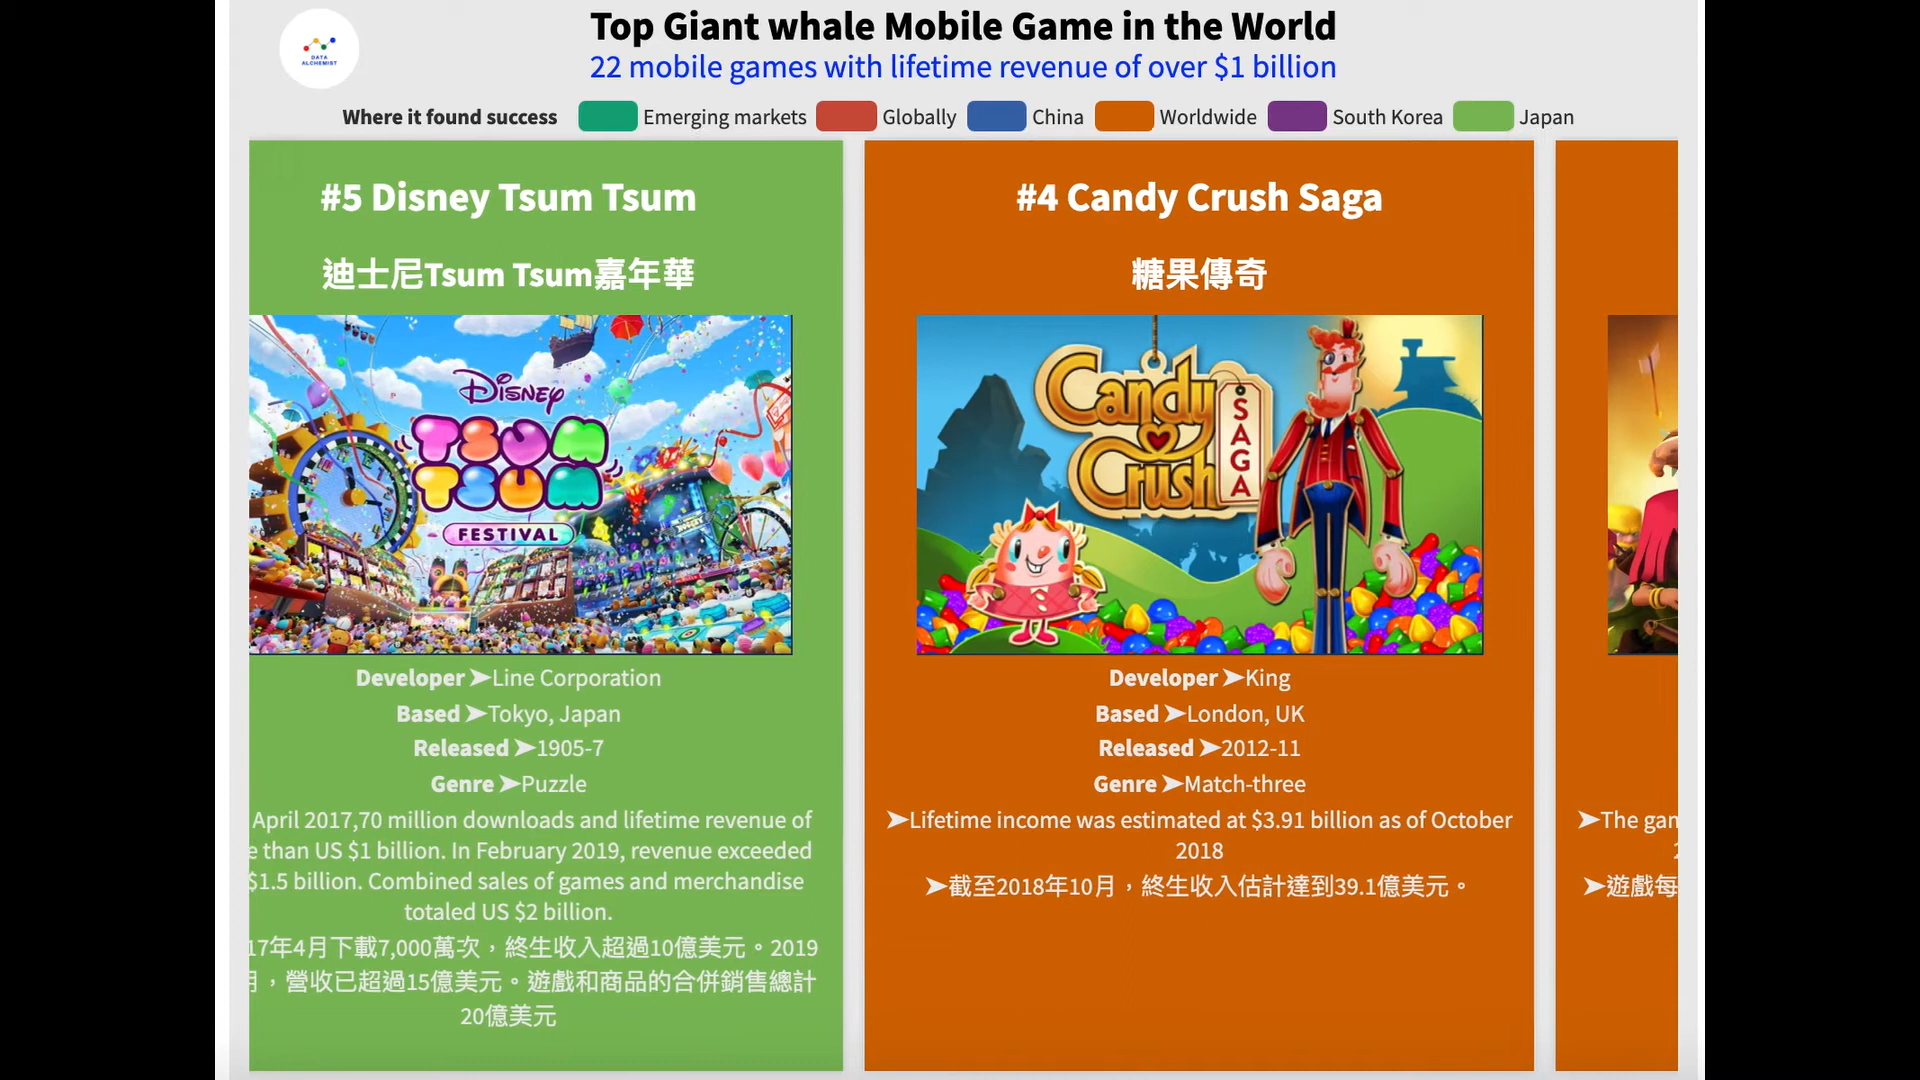 DATA
ALCHEMIST
Top Giant whale Mobile Game in the World
22 mobile games with lifetime revenue of over $1 billion
Where it found success Emerging markets Globally China Worldwide South Korea Japan
#5 Disney Tsum Tsum
迪士尼Tsum Tsum嘉年華
DISNEY
TSUM
TSUM
FESTIVAL
Developer ➤Line Corporation
Based ➤Tokyo, Japan
Released ➤1905-7
Genre ➤Puzzle
April 2017,70 million downloads and lifetime revenue of
than US $1 billion. In February 2019, revenue exceeded
$1.5 billion. Combined sales of games and merchandise
totaled US $2 billion.
17年4月下載7,000萬次，終生收入超過10億美元。2019
月，營收已超過15億美元。遊戲和商品的合併銷售總計
20億美元
#4 Candy Crush Saga
糖果傳奇
Candy
Crush
SAGA
Developer ➤King
Based ➤London, UK
Released ➤2012-11
Genre ➤Match-three
➤Lifetime income was estimated at $3.91 billion as of October
2018
➤截至2018年10月，終生收入估計達到39.1億美元。
➤The
➤遊戲每